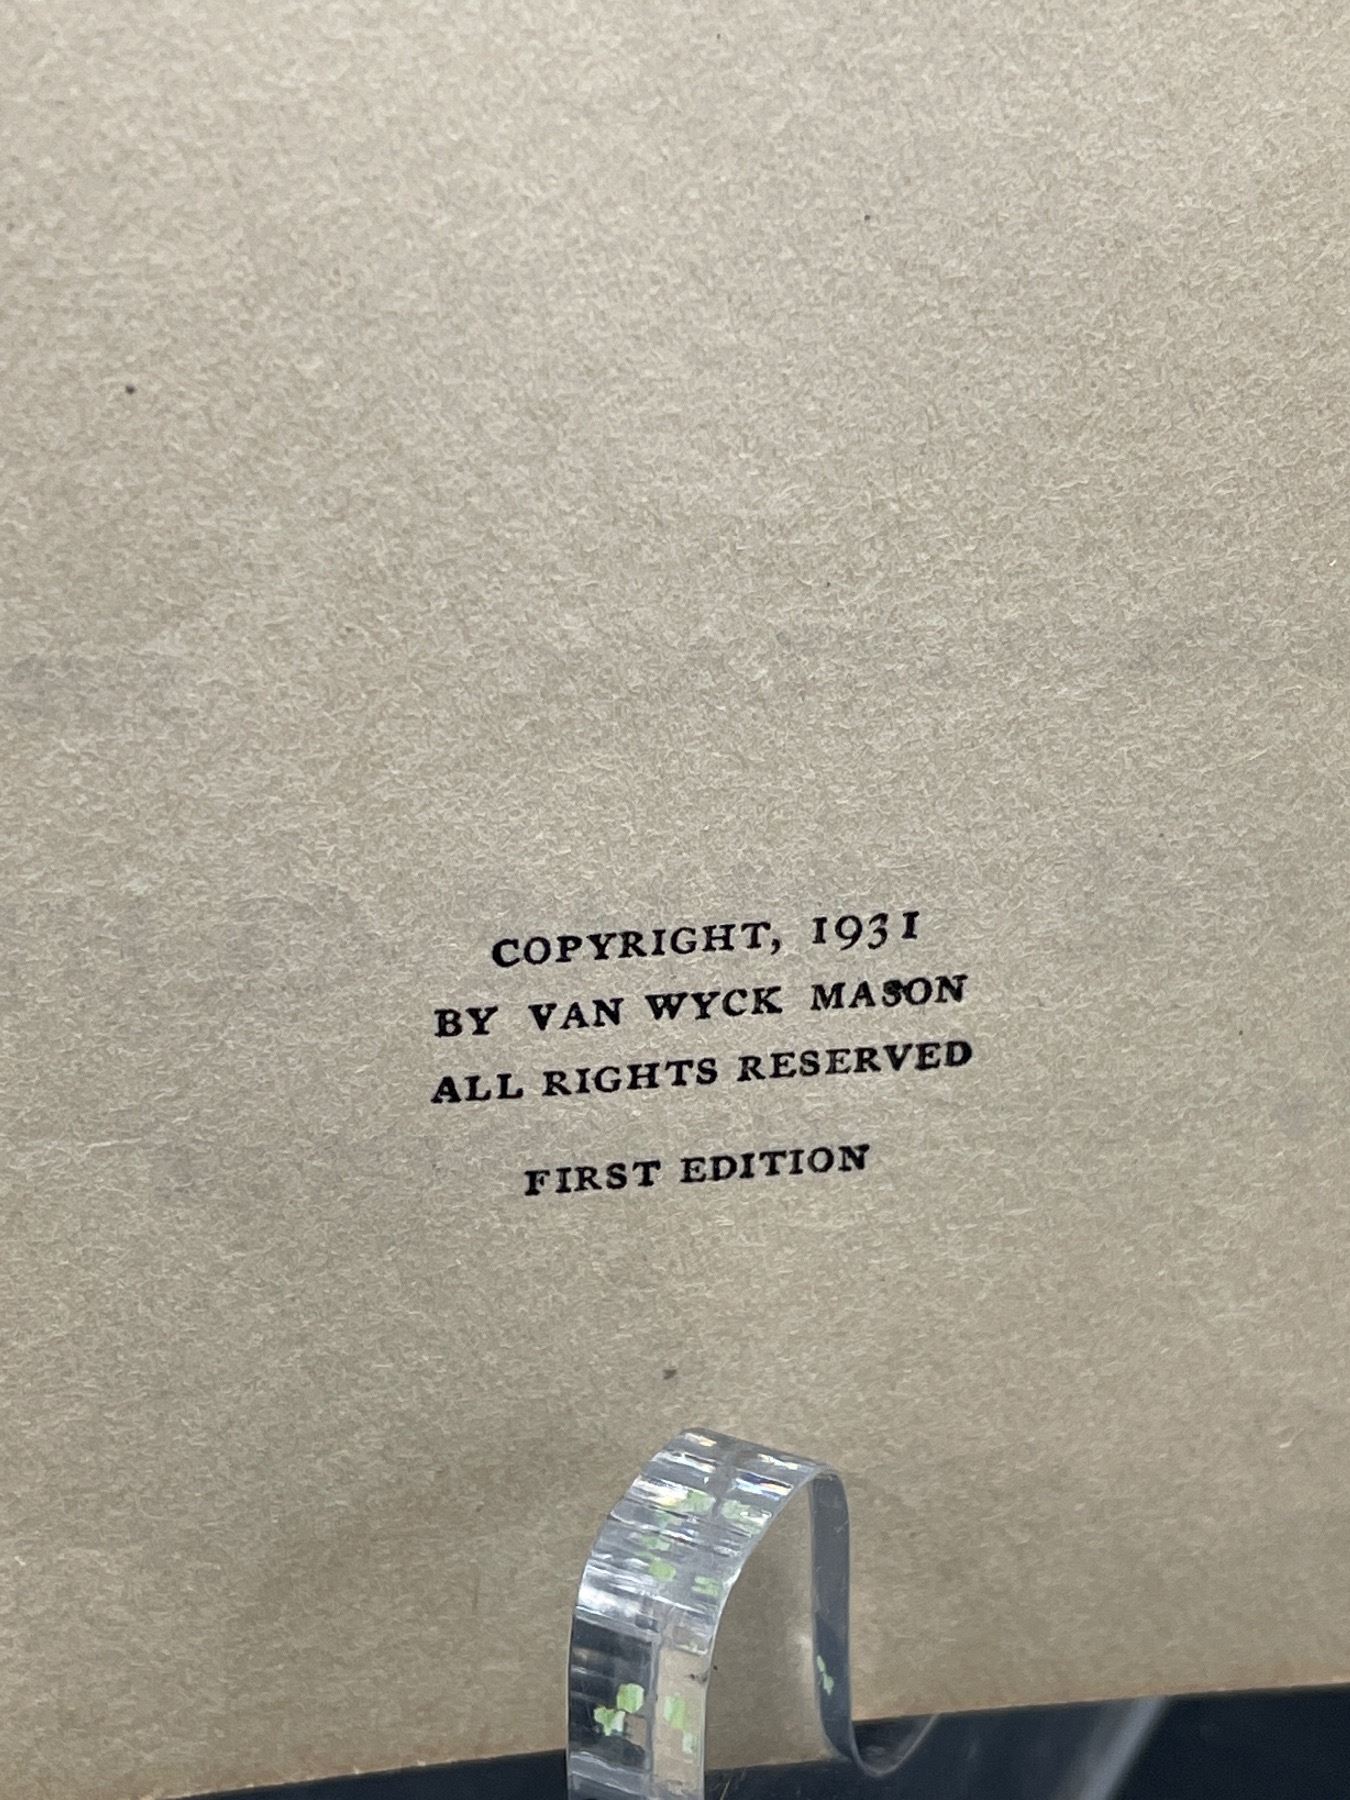 COPYRIGHT, 1931
BY VAN WYCK MASON
ALL RIGHTS RESERVED
FIRST EDITION